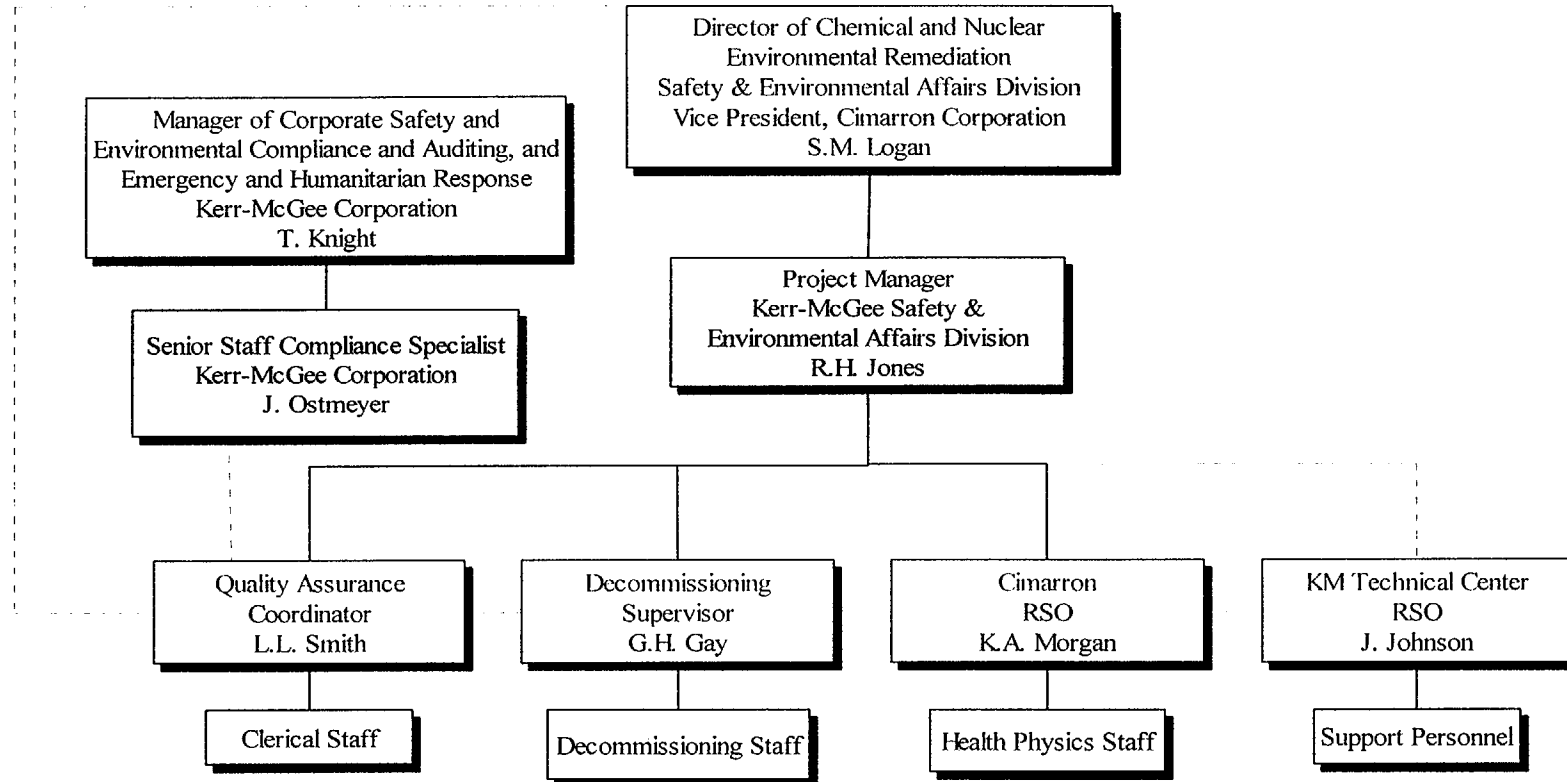 Director of Chemical and Nuclear
Environmental Remediation
Safety & Environmental Affairs Division
Vice President, Cimarron Corporation
S.M. Logan
Manager of Corporate Safety and
Environmental Compliance and Auditing, and
Emergency and Humanitarian Response
Kerr-McGee Corporation
T. Knight
Project Manager
Kerr-McGee Safety &
Environmental Affairs Division
R.H. Jones
Senior Staff Compliance Specialist
Kerr-McGee Corporation
J. Ostmeyer
Quality Assurance
Coordinator
L.L. Smith
Decommissioning
Supervisor
G.H. Gay
Cimarron
RSO
K.A. Morgan
KM Technical Center
RSO
J. Johnson
Clerical Staff
Decommissioning Staff
Health Physics Staff
Support Personnel